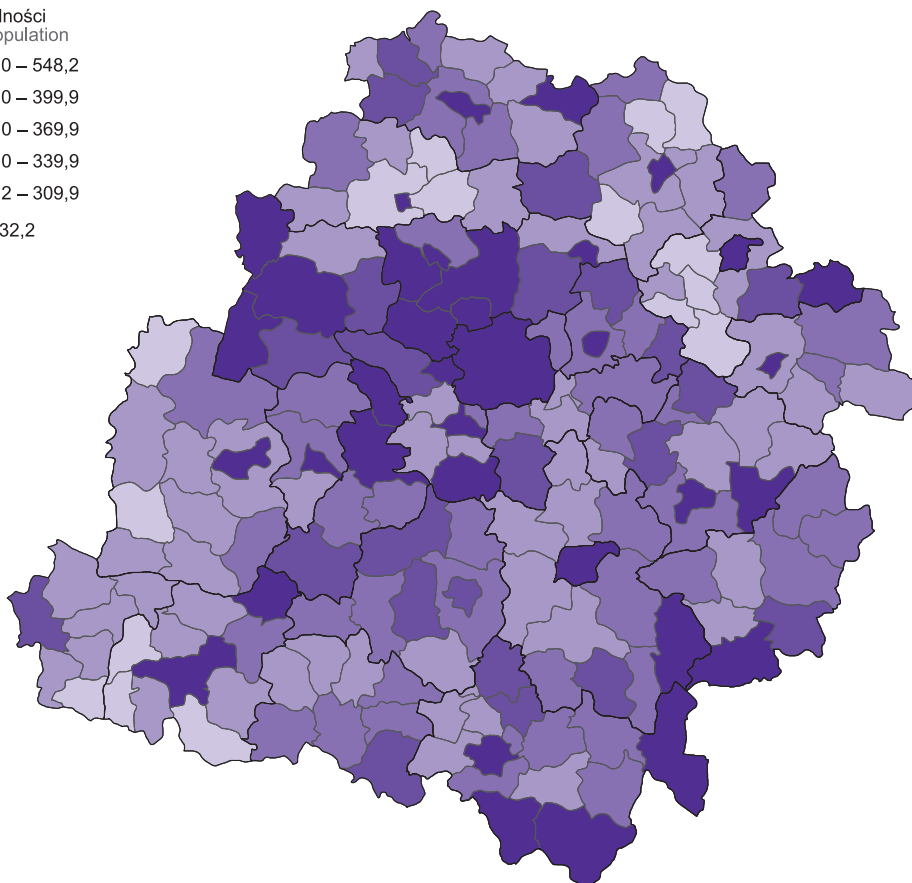 lności
opulation
0 – 548,2
0 – 399,9
0 – 369,9
0 – 339,9
2 – 309,9
32,2